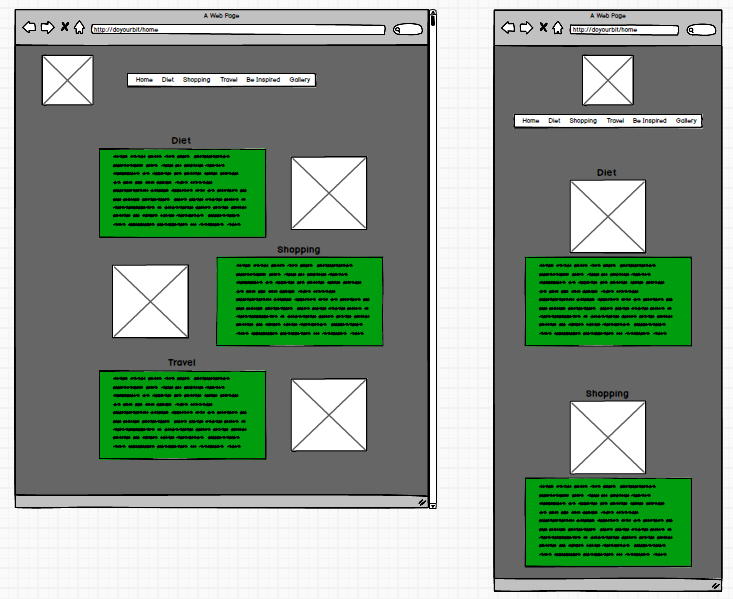 A Web Page
http://doyourbit/home
Home Diet Shopping Travel Be Inspired Gallery
Diet
Shopping
Travel
A Web Page
http://doyourbit/home
Home Diet Shopping Travel Be Inspired Gallery
Diet
Shopping